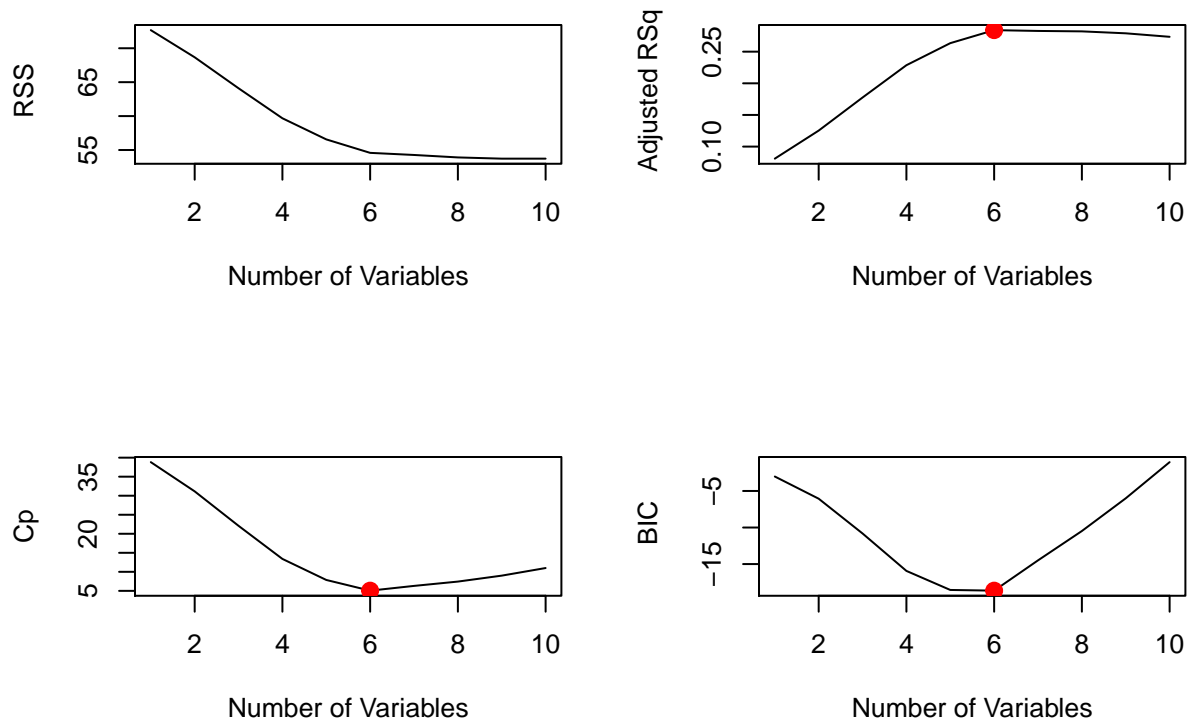 RSS
55
65
2 4 6 8 10
Number of Variables
Adjusted RSq
0.10
0.25
2 4 6 8 10
Number of Variables
Cp
5
20
35
2 4 6 8 10
Number of Variables
BIC
−15
−5
2 4 6 8 10
Number of Variables